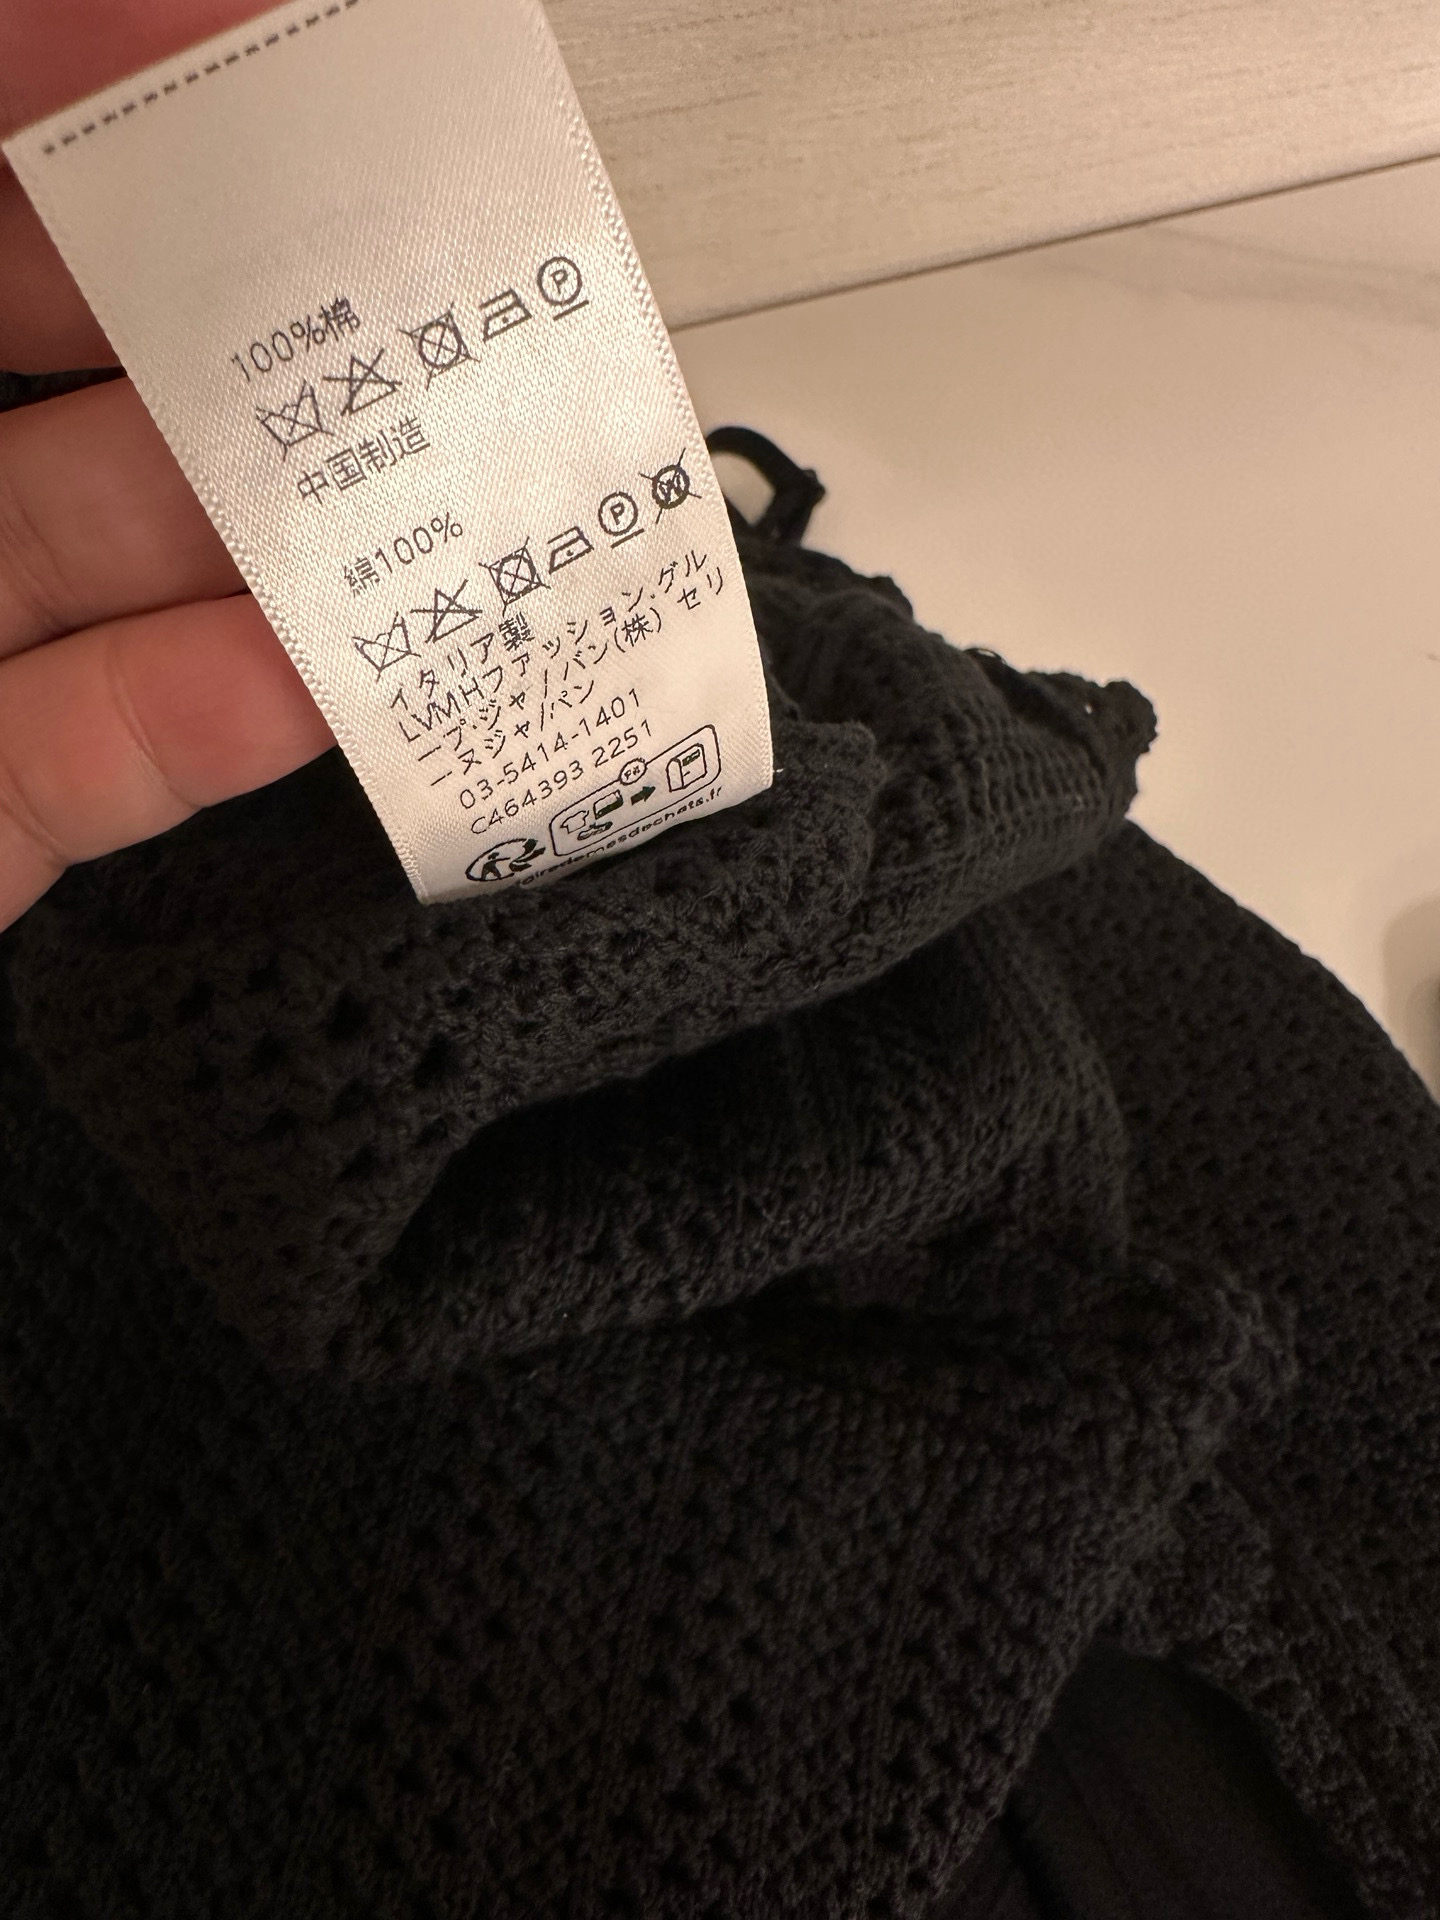 100%棉
P
中国制造
綿100%
P W
イタリア製
LVMHファッション.グル
ープ.ジャパン(株) セリ
ーヌジャパン
03-5414-1401
C464393 2251
FR